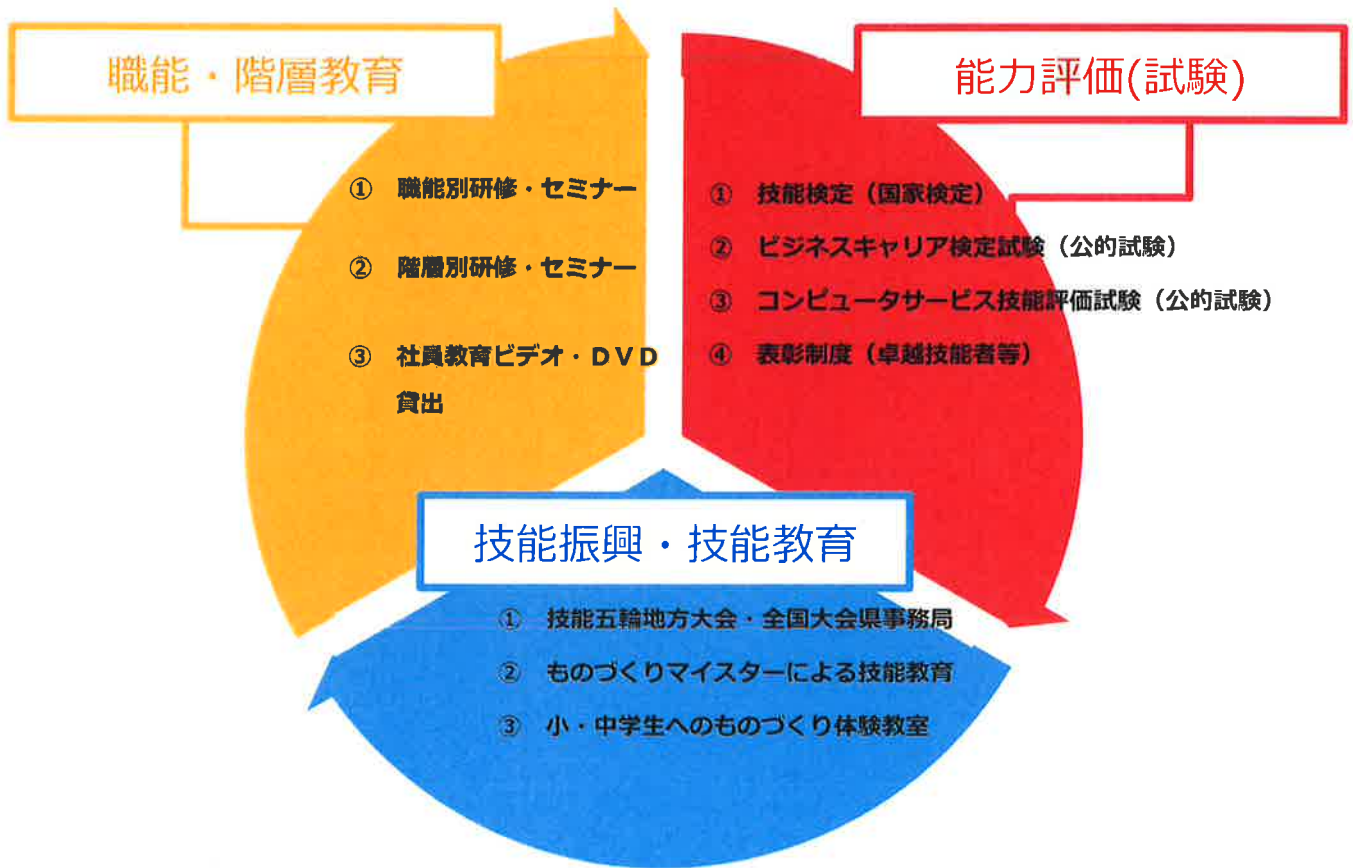 職能・階層教育
① 職能別研修・セミナー
② 階層別研修・セミナー
③ 社員教育ビデオ・ＤＶＤ
貸出
能力評価(試験)
① 技能検定（国家検定）
② ビジネスキャリア検定試験（公的試験）
③ コンピュータサービス技能評価試験（公的試験）
④ 表彰制度（卓越技能者等）
技能振興・技能教育
① 技能五輪地方大会・全国大会県事務局
② ものづくりマイスターによる技能教育
③ 小・中学生へのものづくり体験教室